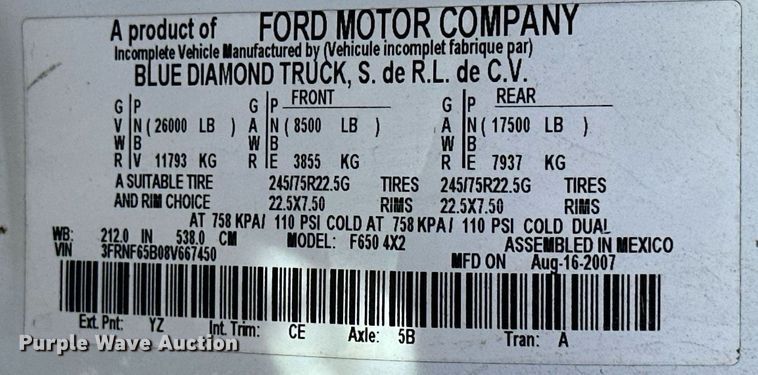 A product of FORD MOTOR COMPANY
Incomplete Vehicle Manufactured by (Vehicule incomplet fabrique par)
BLUE DIAMOND TRUCK, S. de R.L. de C.V.
G P G P FRONT G P REAR
V N ( 26000 LB ) A N ( 8500 LB ) A N ( 17500 LB )
W B W B W B
R V 11793 KG R E 3855 KG R E 7937 KG
A SUITABLE TIRE 245/75R22.5G TIRES 245/75R22.5G TIRES
AND RIM CHOICE 22.5X7.50 RIMS 22.5X7.50 RIMS
AT 758 KPA/ 110 PSI COLD AT 758 KPA/ 110 PSI COLD DUAL
WB: 212.0 IN 538.0 CM MODEL: F650 4X2 ASSEMBLED IN MEXICO
VIN 3FRNF65B08V667450 MFD ON Aug-16-2007
Ext. Pnt: YZ Int. Trim: CE Axle: 5B Tran: A
Purple Wave Auction